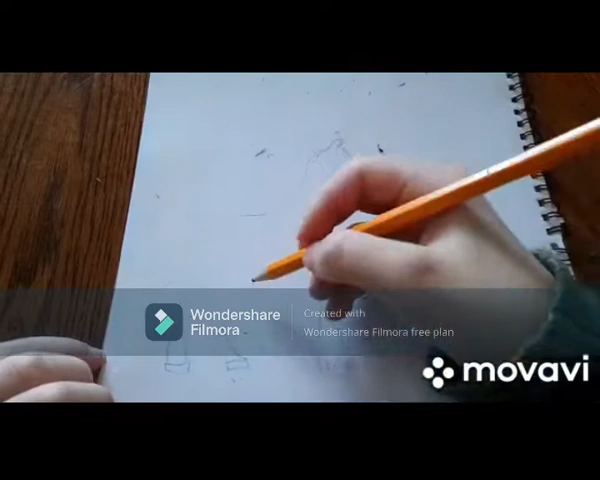 Wondershare
Filmora
Created with
Wondershare Filmora free plan
movavi